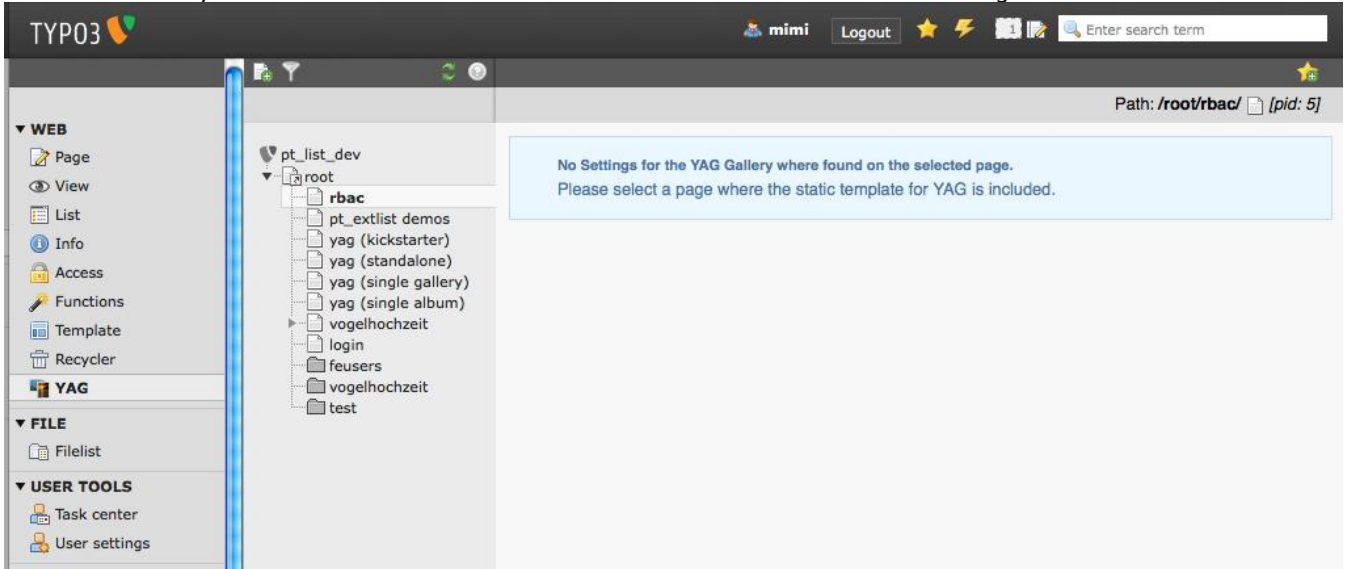 TYPO3
mimi
Logout
1
Enter search term
Path: /root/rbac/ [pid: 5]
WEB
Page
View
List
Info
Access
Functions
Template
Recycler
YAG
FILE
Filelist
USER TOOLS
Task center
User settings
pt_list_dev
root
rbac
pt_extlist demos
yag (kickstarter)
yag (standalone)
yag (single gallery)
yag (single album)
vogelhochzeit
login
feusers
vogelhochzeit
test
No Settings for the YAG Gallery where found on the selected page.
Please select a page where the static template for YAG is included.